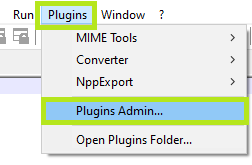 Run Plugins Window ?
MIME Tools
Converter
NppExport
Plugins Admin...
Open Plugins Folder...